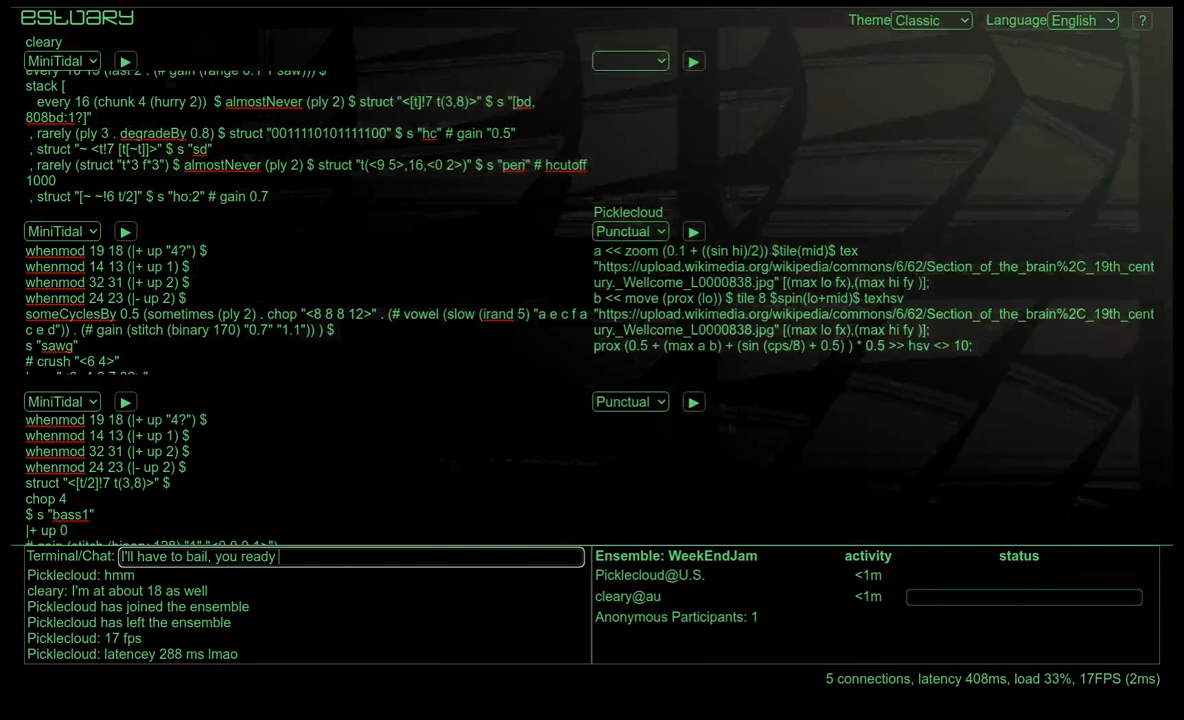 estuary
Theme Classic Language English ?
cleary
MiniTidal ▶
every 16 15 (fast 2 . (# gain (range 0.1 1 saw))) $
stack [
every 16 (chunk 4 (hurry 2)) $ almostNever (ply 2) $ struct "<[t]!7 t(3,8)>" $ s "[bd,
808bd:1?]"
, rarely (ply 3 . degradeBy 0.8) $ struct "0011110101111100" $ s "hc" # gain "0.5"
, struct "~ <t!7 [t[~t]]>" $ s "sd"
, rarely (struct "t*3 f*3") $ almostNever (ply 2) $ struct "t(<9 5>,16,<0 2>)" $ s "peri" # hcutoff
1000
, struct "[~ ~!6 t/2]" $ s "ho:2" # gain 0.7
MiniTidal ▶
whenmod 19 18 (|+ up "4?") $
whenmod 14 13 (|+ up 1) $
whenmod 32 31 (|+ up 2) $
whenmod 24 23 (|- up 2) $
someCyclesBy 0.5 (sometimes (ply 2) . chop "<8 8 8 12>" . (# vowel (slow (irand 5) "a e c f a
c e d")) . (# gain (stitch (binary 170) "0.7" "1.1")) ) $
s "sawg"
# crush "<6 4>"
MiniTidal ▶
whenmod 19 18 (|+ up "4?") $
whenmod 14 13 (|+ up 1) $
whenmod 32 31 (|+ up 2) $
whenmod 24 23 (|- up 2) $
struct "<[t/2]!7 t(3,8)>" $
chop 4
$ s "bass1"
|+ up 0
▶
Picklecloud
Punctual ▶
a << zoom (0.1 + ((sin hi)/2)) $tile(mid)$ tex
"https://upload.wikimedia.org/wikipedia/commons/6/62/Section_of_the_brain%2C_19th_cent
ury._Wellcome_L0000838.jpg" [(max lo fx),(max hi fy )];
b << move (prox (lo)) $ tile 8 $spin(lo+mid)$ texhsv
"https://upload.wikimedia.org/wikipedia/commons/6/62/Section_of_the_brain%2C_19th_cent
ury._Wellcome_L0000838.jpg" [(max lo fx),(max hi fy )];
prox (0.5 + (max a b) + (sin (cps/8) + 0.5) ) * 0.5 >> hsv <> 10;
Punctual ▶
Terminal/Chat: I'll have to bail, you ready
Picklecloud: hmm
cleary: I'm at about 18 as well
Picklecloud has joined the ensemble
Picklecloud has left the ensemble
Picklecloud: 17 fps
Picklecloud: latencey 288 ms lmao
Ensemble: WeekEndJam activity status
Picklecloud@U.S. <1m
cleary@au <1m
Anonymous Participants: 1
5 connections, latency 408ms, load 33%, 17FPS (2ms)